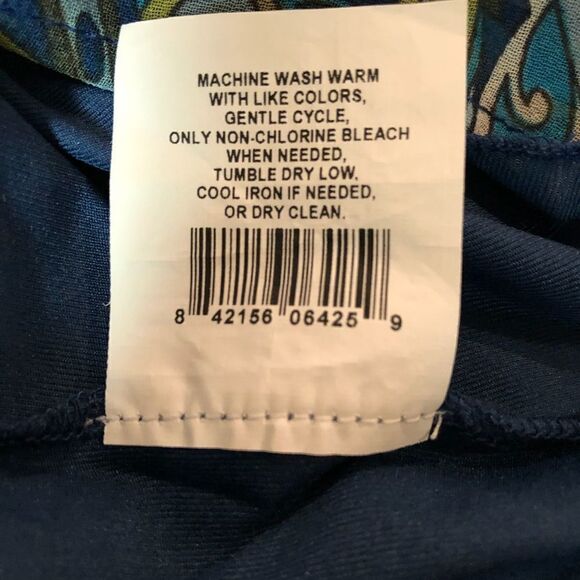 MACHINE WASH WARM
WITH LIKE COLORS,
GENTLE CYCLE,
ONLY NON-CHLORINE BLEACH
WHEN NEEDED,
TUMBLE DRY LOW,
COOL IRON IF NEEDED,
OR DRY CLEAN.
8 42156 06425 9